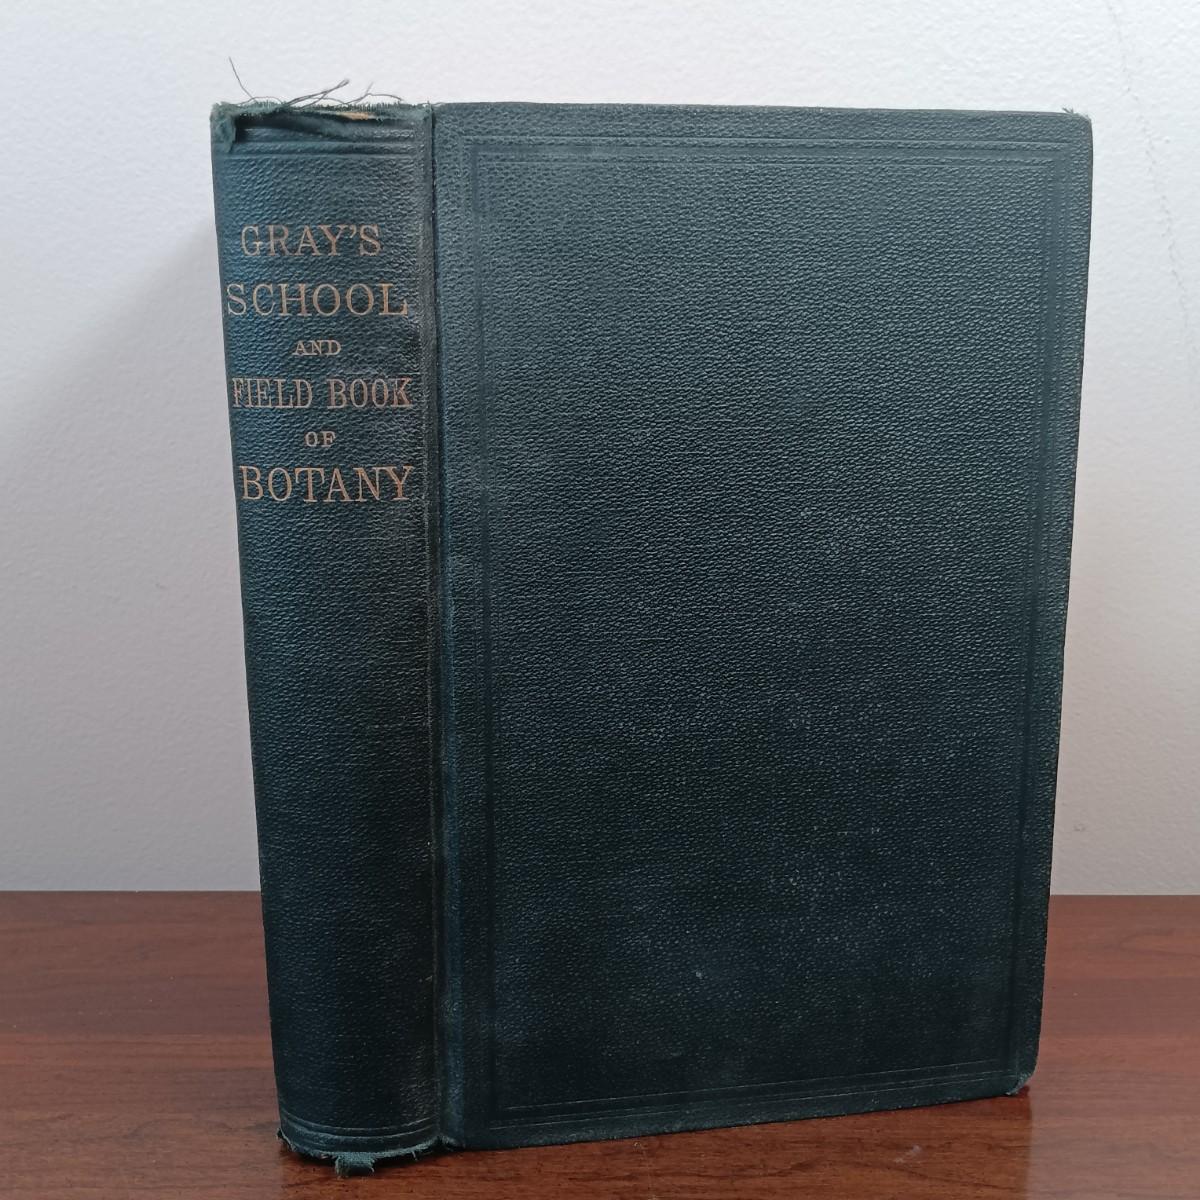 GRAY'S
SCHOOL
AND
FIELD BOOK
OF
BOTANY